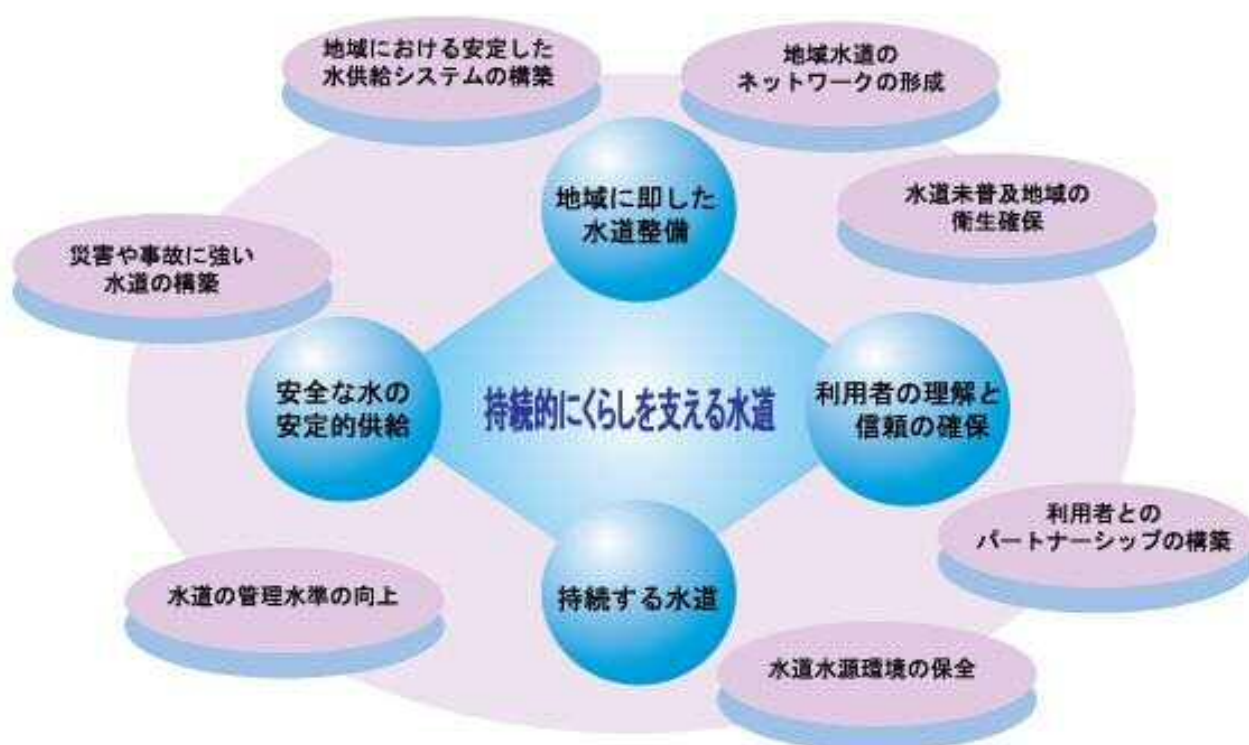 地域における安定した
水供給システムの構築
地域水道の
ネットワークの形成
水道未普及地域の
衛生確保
地域に即した
水道整備
災害や事故に強い
水道の構築
安全な水の
安定的供給
持続的にくらしを支える水道
利用者の理解と
信頼の確保
利用者との
パートナーシップの構築
水道の管理水準の向上
持続する水道
水道水源環境の保全